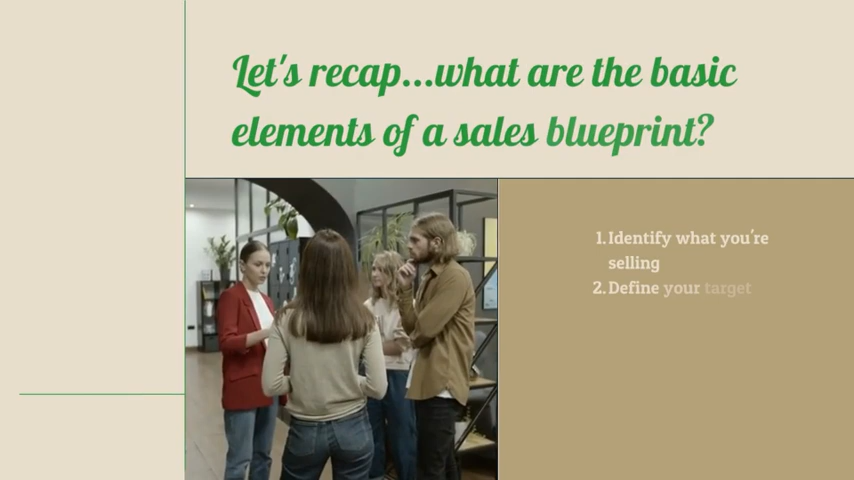 Let's recap...what are the basic
elements of a sales blueprint?
1. Identify what you're
selling
2. Define your target